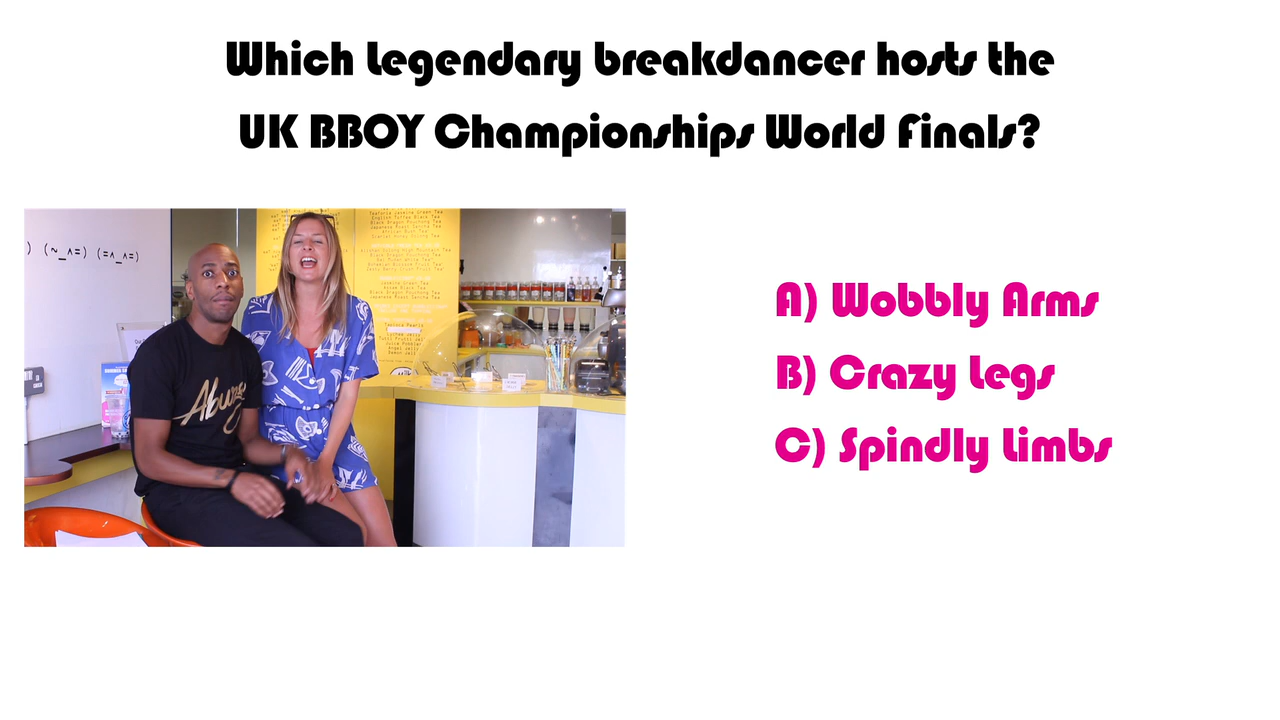 Which Legendary breakdancer hosts the
UK BBOY Championships World Finals?
) (~_^=) (=^_^=)
A) Wobbly Arms
B) Crazy Legs
C) Spindly Limbs